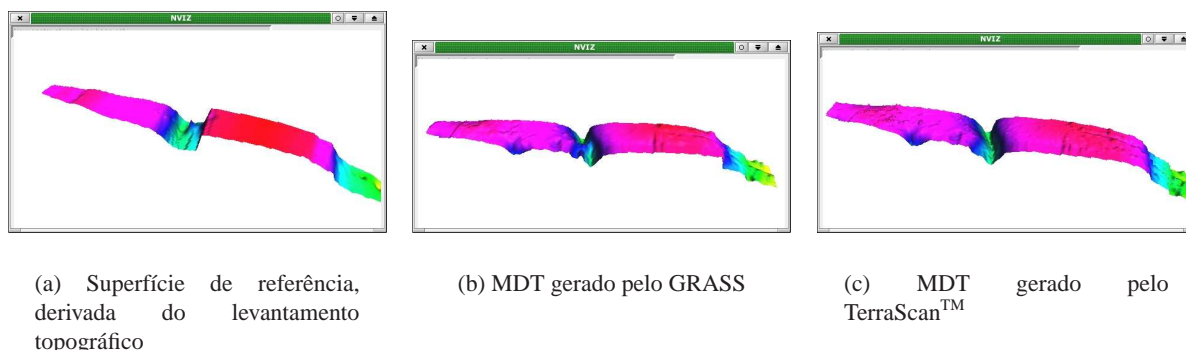 NVIZ
NVIZ
NVIZ
(a) Superfície de referência,
derivada do levantamento
topográfico
(b) MDT gerado pelo GRASS
(c) MDT gerado pelo
TerraScan™